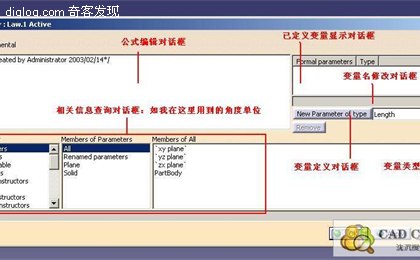 diglog.com 奇客发现
: Law.1 Active
mental
eated by Administrator 2003/02/14*/
公式编辑对话框
已定义变量显示对话框
Formal parameters Type
变量名修改对话框
相关信息查询对话框：如我在这里用到的角度单位
New Parameter of type Length
Remove
Members of Parameters
Members of All
All
Renamed parameters
Plane
Solid
`xy plane`
`yz plane`
`zx plane`
PartBody
ers
s
able
s
nstructors
structors
变量定义对话框
变量类型
CAD C